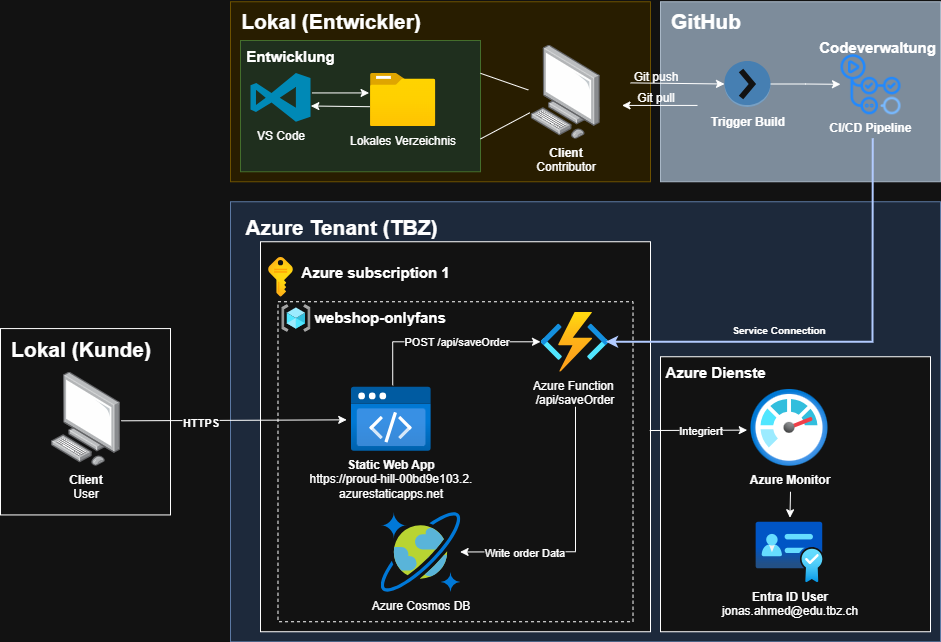 Lokal (Entwickler)
Entwicklung
VS Code
Lokales Verzeichnis
Client
Contributor
Git push
Git pull
GitHub
Codeverwaltung
Trigger Build
CI/CD Pipeline
Azure Tenant (TBZ)
Azure subscription 1
webshop-onlyfans
POST /api/saveOrder
Azure Function
/api/saveOrder
Service Connection
Lokal (Kunde)
Client
User
HTTPS
Static Web App
https://proud-hill-00bd9e103.2.
azurestaticapps.net
Write order Data
Azure Cosmos DB
Integriert
Azure Dienste
Azure Monitor
Entra ID User
jonas.ahmed@edu.tbz.ch